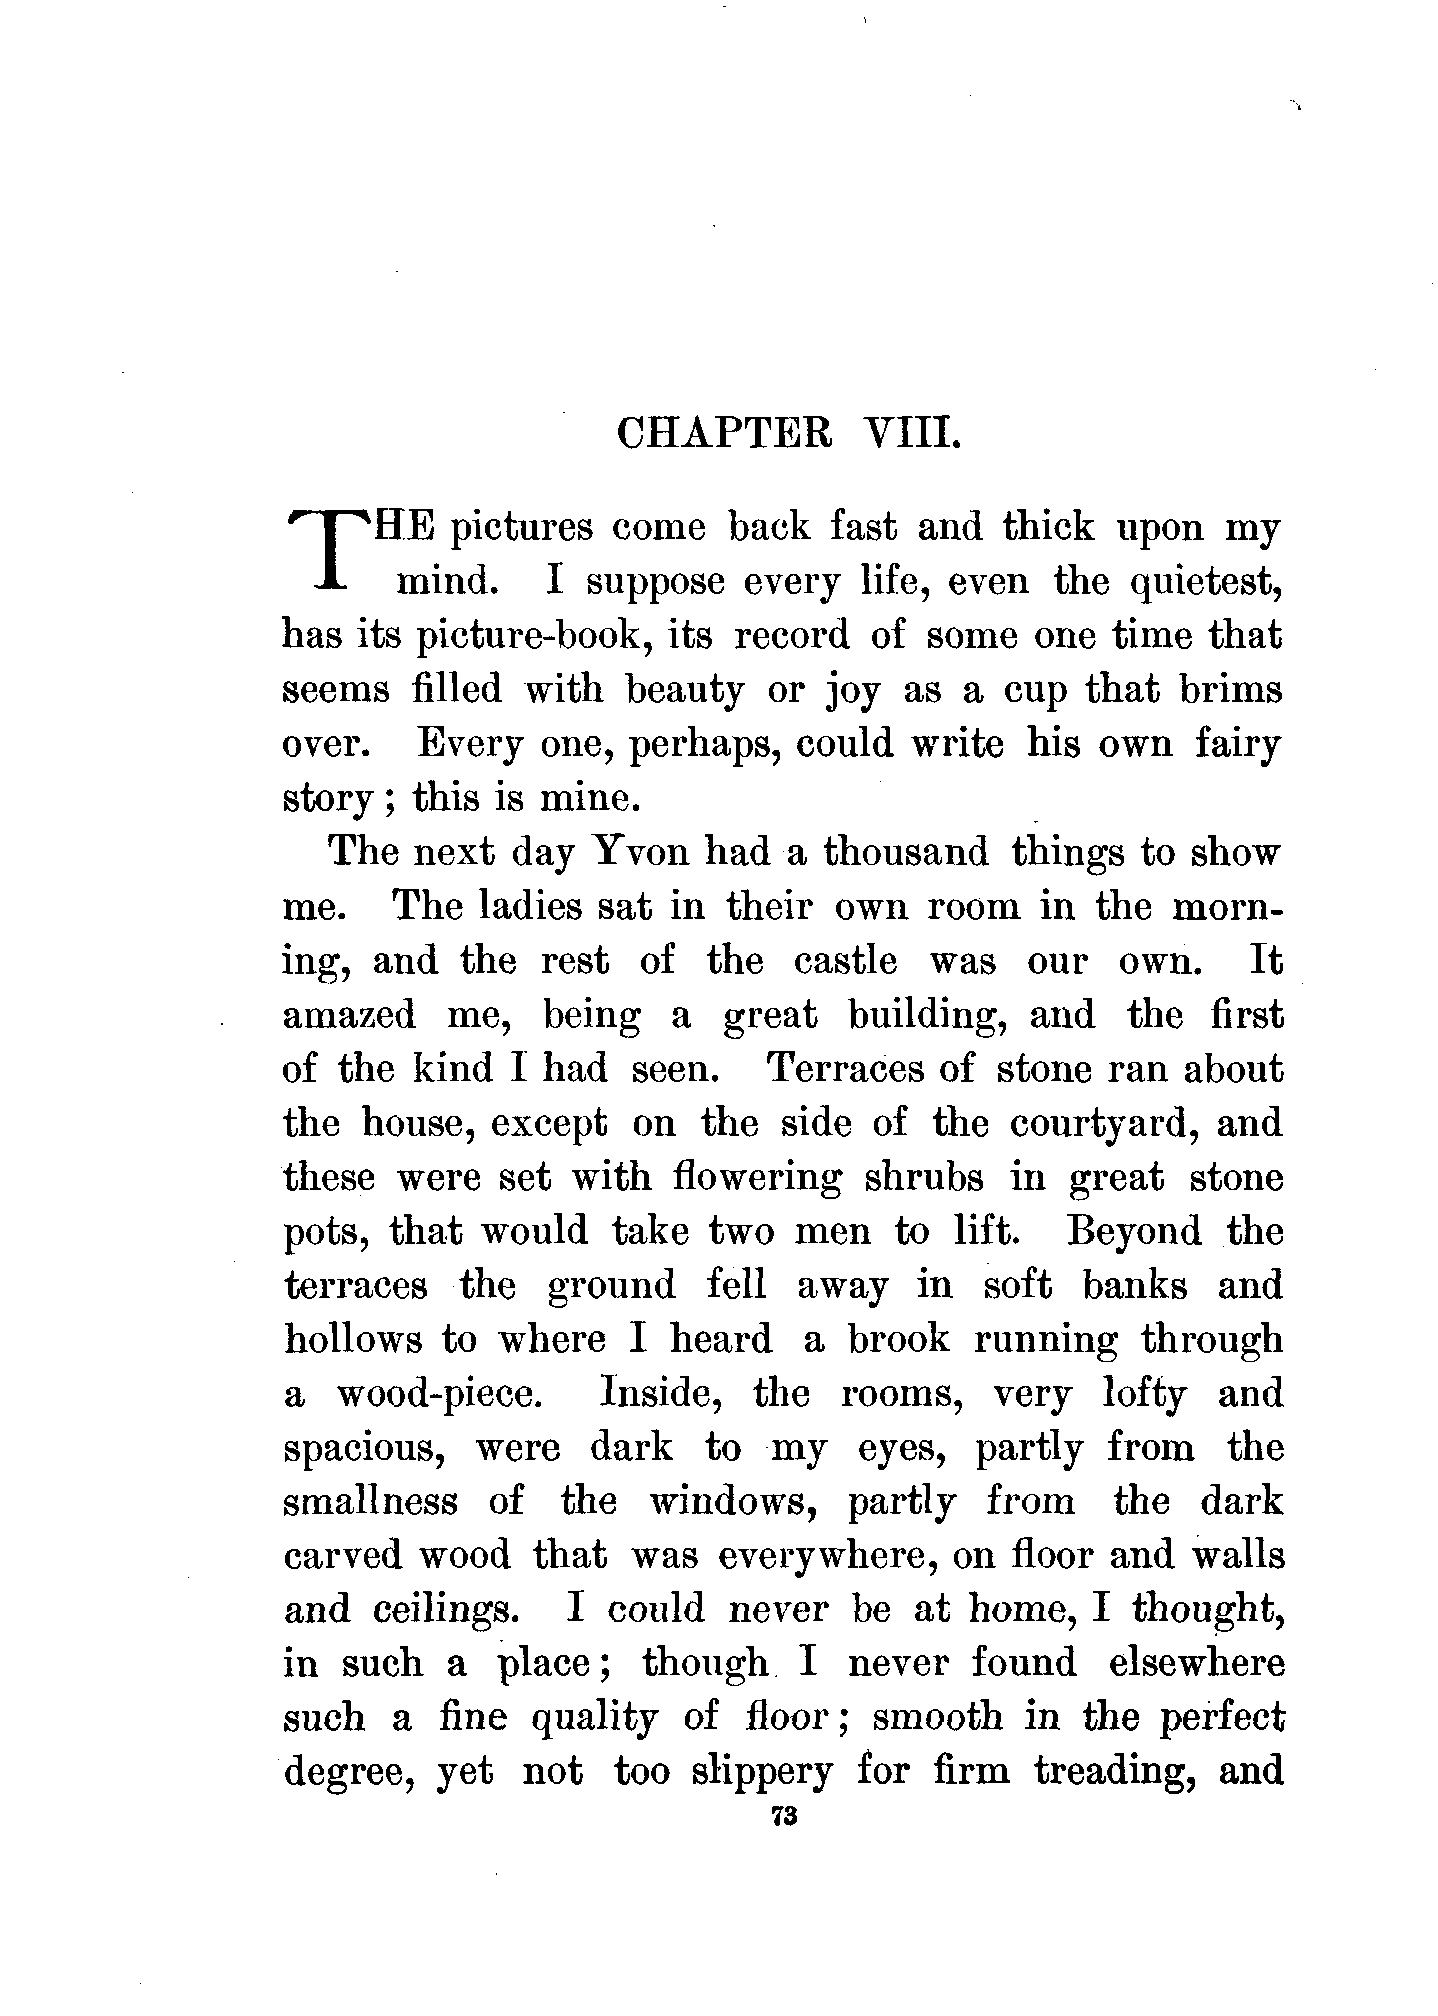 CHAPTER VIII.
THE pictures come back fast and thick upon my
mind. I suppose every life, even the quietest,
has its picture-book, its record of some one time that
seems filled with beauty or joy as a cup that brims
over. Every one, perhaps, could write his own fairy
story ; this is mine.
The next day Yvon had a thousand things to show
me. The ladies sat in their own room in the morn-
ing, and the rest of the castle was our own. It
amazed me, being a great building, and the first
of the kind I had seen. Terraces of stone ran about
the house, except on the side of the courtyard, and
these were set with flowering shrubs in great stone
pots, that would take two men to lift. Beyond the
terraces the ground fell away in soft banks and
hollows to where I heard a brook running through
a wood-piece. Inside, the rooms, very lofty and
spacious, were dark to my eyes, partly from the
smallness of the windows, partly from the dark
carved wood that was everywhere, on floor and walls
and ceilings. I could never be at home, I thought,
in such a place ; though I never found elsewhere
such a fine quality of floor ; smooth in the perfect
degree, yet not too slippery for firm treading, and
73